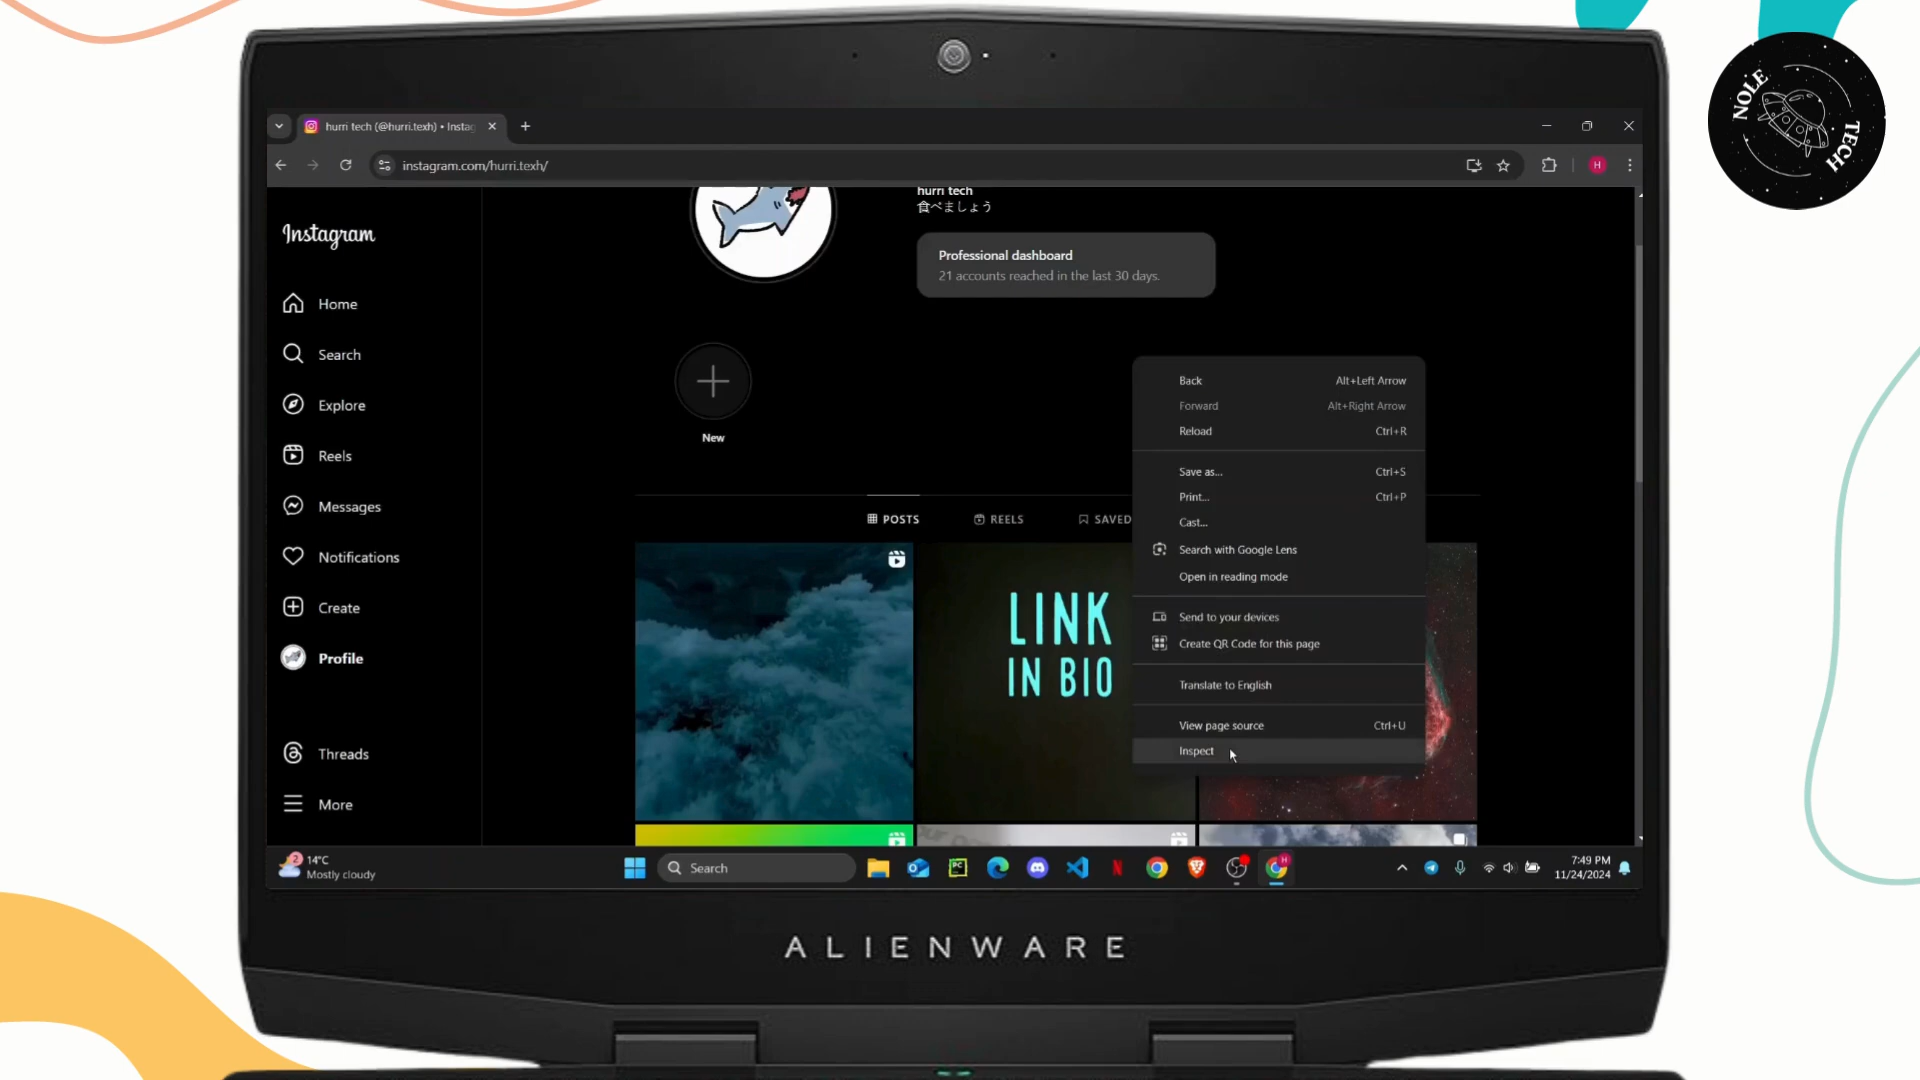 NOLE
TECH
hurri tech (@hurri.texh) • Instag
instagram.com/hurri.texh/
H
Instagram
Home
Search
Explore
Reels
Messages
Notifications
Create
Profile
Threads
More
hurri tech
食べましょう
Professional dashboard
21 accounts reached in the last 30 days.
New
POSTS
REELS
SAVED
LINK
IN BIO
Back Alt+Left Arrow
Forward Alt+Right Arrow
Reload Ctrl+R
Save as... Ctrl+S
Print... Ctrl+P
Cast...
Search with Google Lens
Open in reading mode
Send to your devices
Create QR Code for this page
Translate to English
View page source Ctrl+U
Inspect
2
14°C
Mostly cloudy
Search
PC
N
H
7:49 PM
11/24/2024
ALIENWARE